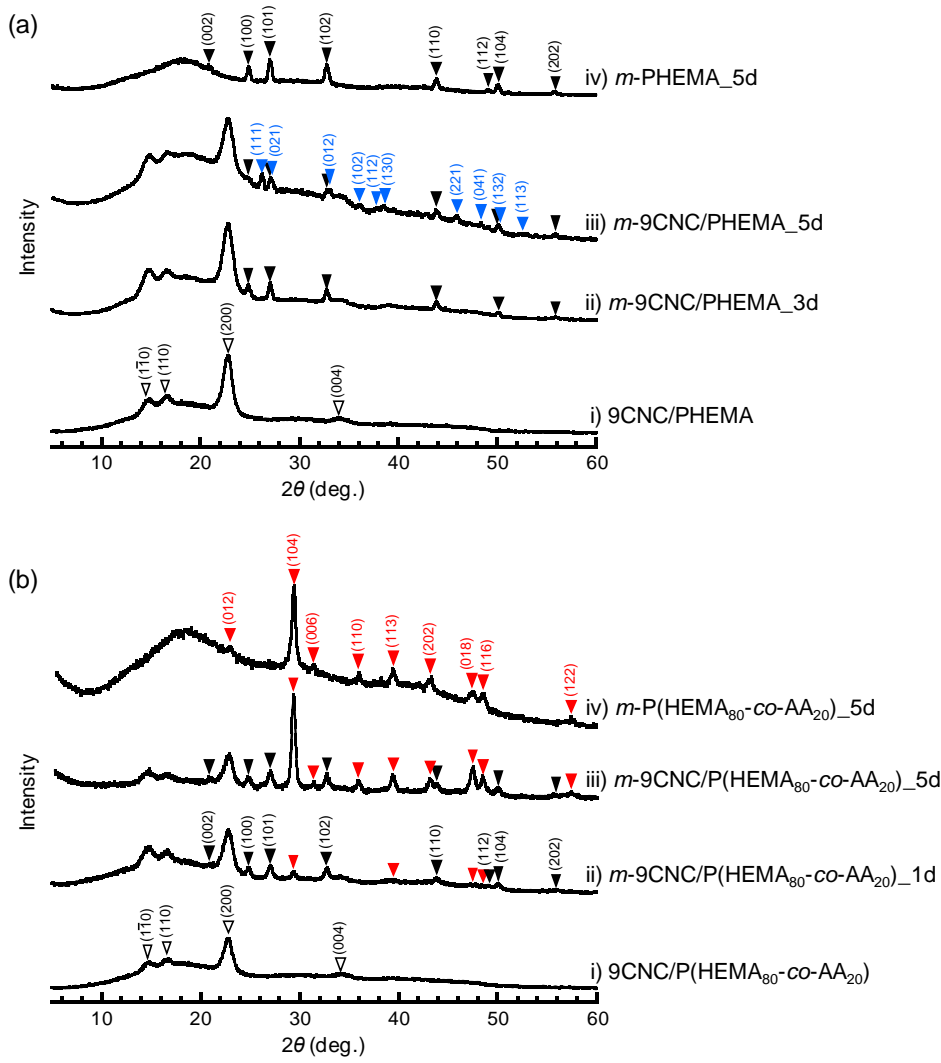 (a)
(002)
(100)
(101)
(102)
(110)
(112)
(104)
(202)
iv) m-PHEMA_5d
(111)
(021)
(012)
(102)
(112)
(130)
(221)
(041)
(132)
(113)
iii) m-9CNC/PHEMA_5d
ii) m-9CNC/PHEMA_3d
(11̄0)
(110)
(200)
(004)
i) 9CNC/PHEMA
Intensity
10 20 30 40 50 60
2θ (deg.)
(b)
(012)
(104)
(006)
(110)
(113)
(202)
(018)
(116)
(122)
iv) m-P(HEMA₈₀-co-AA₂₀)_5d
iii) m-9CNC/P(HEMA₈₀-co-AA₂₀)_5d
(002)
(100)
(101)
(102)
(110)
(112)
(104)
(202)
ii) m-9CNC/P(HEMA₈₀-co-AA₂₀)_1d
(11̄0)
(110)
(200)
(004)
i) 9CNC/P(HEMA₈₀-co-AA₂₀)
Intensity
10 20 30 40 50 60
2θ (deg.)